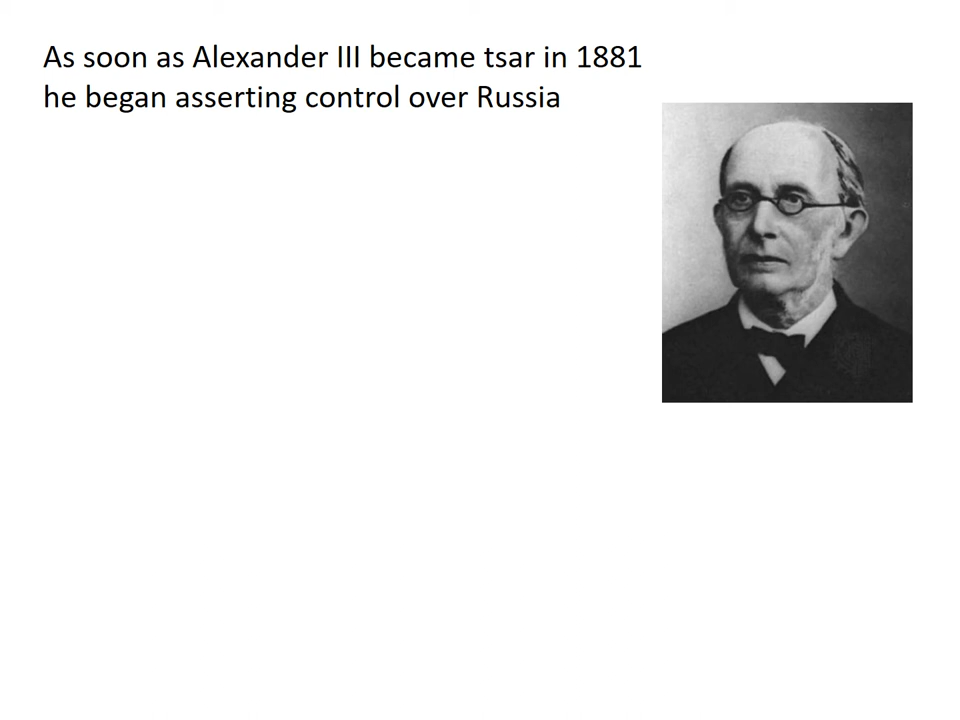 As soon as Alexander III became tsar in 1881
he began asserting control over Russia